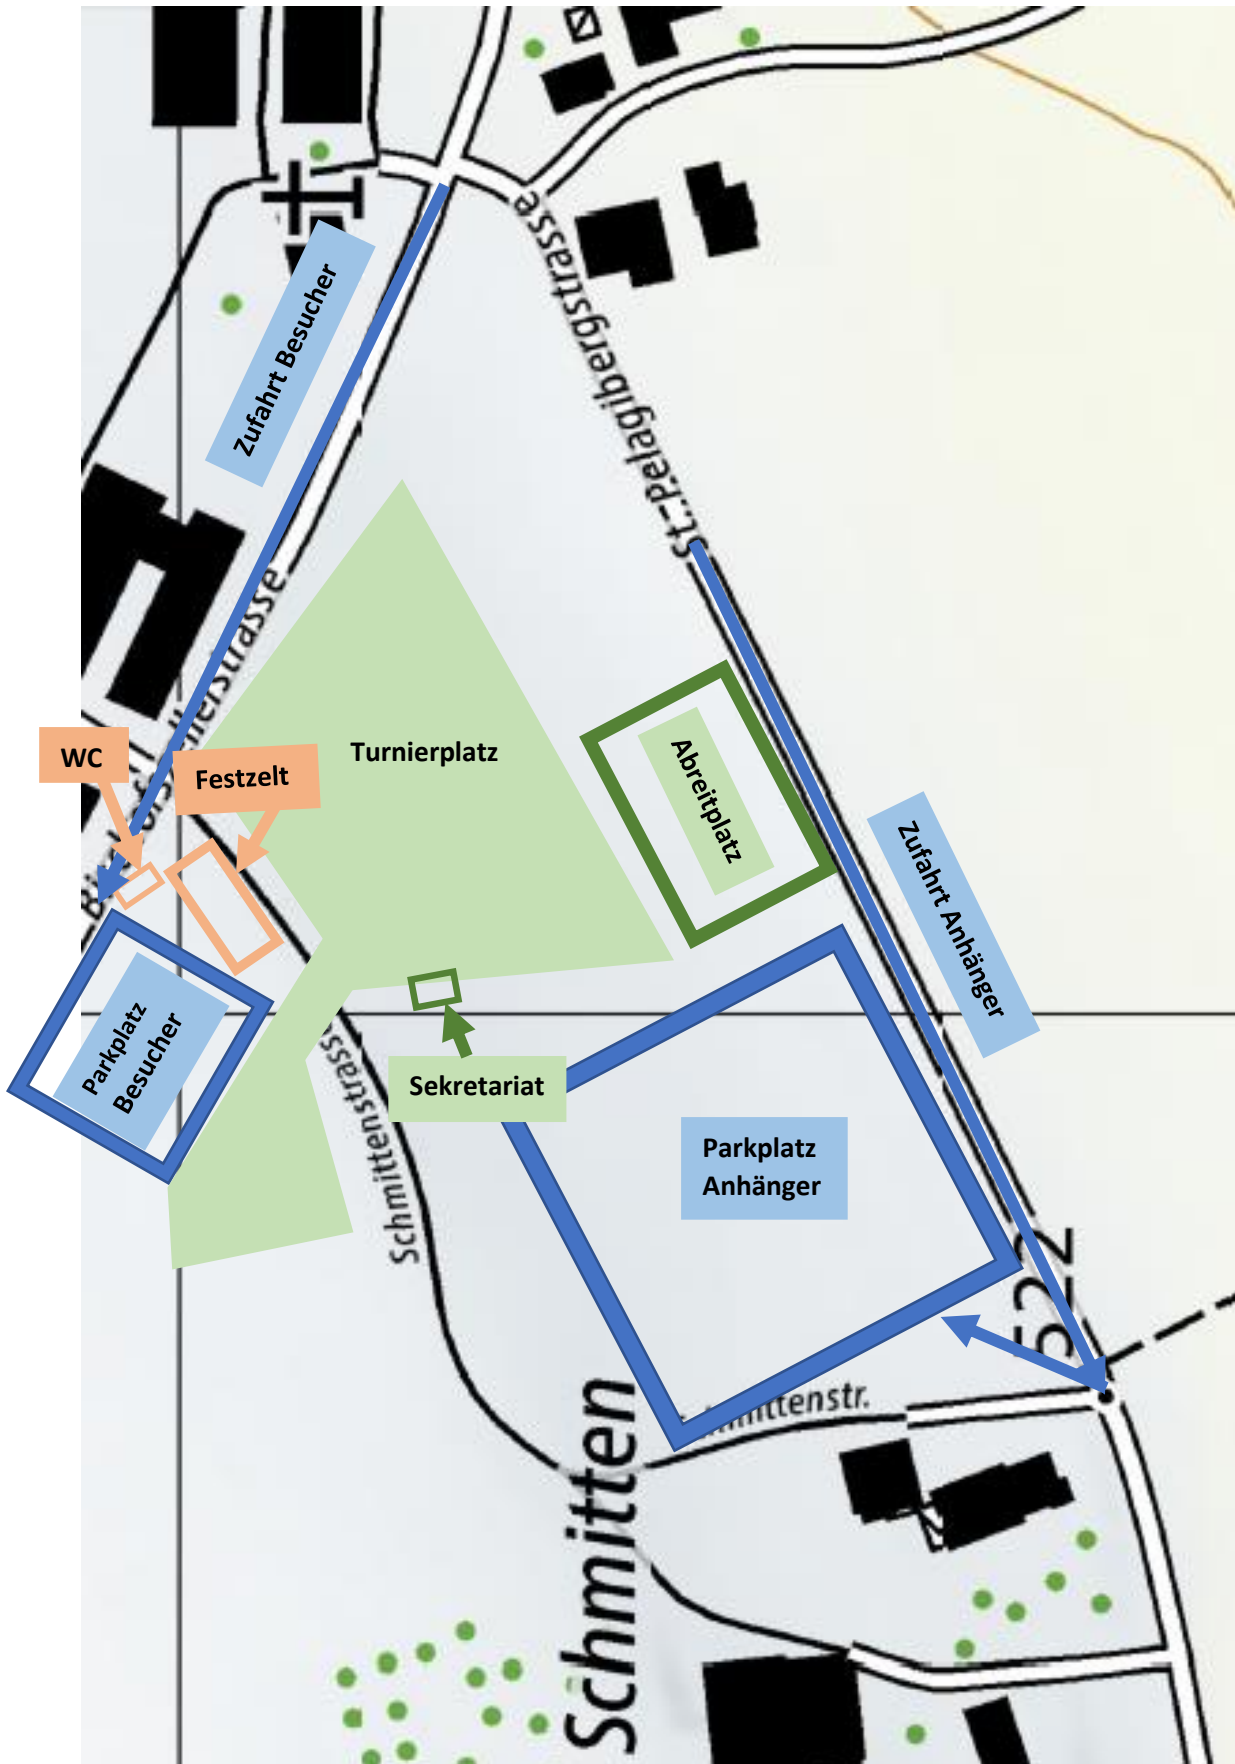 St.-Pelagibergstrasse
Zufahrt Besucher
WC
Festzelt
Turnierplatz
Abreitplatz
Zufahrt Anhänger
Parkplatz
Besucher
Sekretariat
Schmittenstrasse
Parkplatz
Anhänger
522
Schmitten